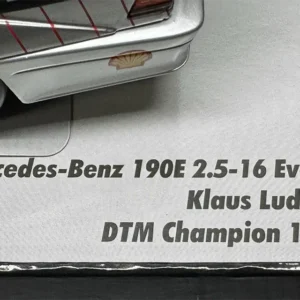 cedes-Benz 190E 2.5-16 Ev
Klaus Lud
DTM Champion 1